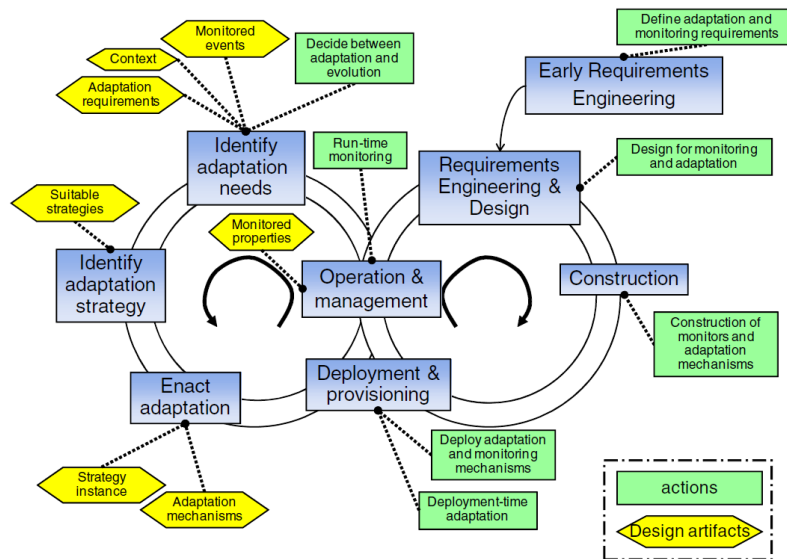 Define adaptation and
monitoring requirements
Monitored
events
Decide between
adaptation and
evolution
Context
Early Requirements
Engineering
Adaptation
requirements
Identify
adaptation
needs
Run-time
monitoring
Requirements
Engineering &
Design
Design for monitoring
and adaptation
Suitable
strategies
Monitored
properties
Identify
adaptation
strategy
Operation &
management
Construction
Construction of
monitors and
adaptation
mechanisms
Enact
adaptation
Deployment &
provisioning
Deploy adaptation
and monitoring
mechanisms
Strategy
instance
Adaptation
mechanisms
Deployment-time
adaptation
actions
Design artifacts